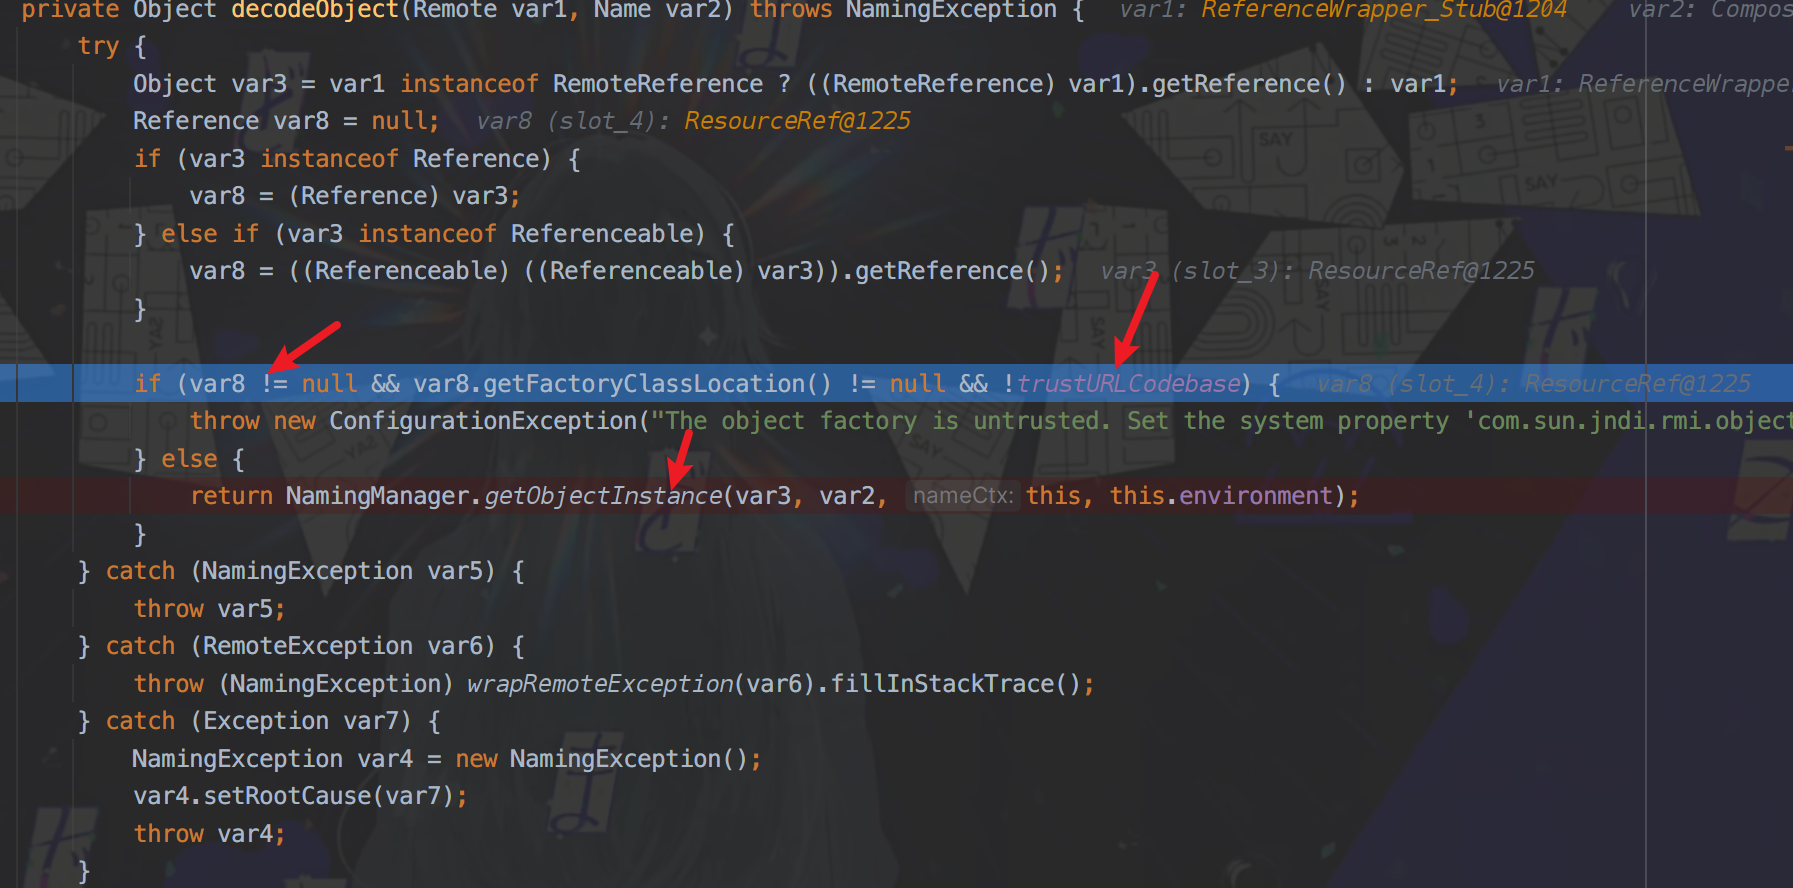 private Object decodeObject(Remote var1, Name var2) throws NamingException {   var1: ReferenceWrapper_Stub@1204    var2: Compos
    try {
        Object var3 = var1 instanceof RemoteReference ? ((RemoteReference) var1).getReference() : var1;   var1: ReferenceWrappe
        Reference var8 = null;   var8 (slot_4): ResourceRef@1225
        if (var3 instanceof Reference) {
            var8 = (Reference) var3;
        } else if (var3 instanceof Referenceable) {
            var8 = ((Referenceable) ((Referenceable) var3)).getReference();   var3 (slot_3): ResourceRef@1225
        }
        if (var8 != null && var8.getFactoryClassLocation() != null && !trustURLCodebase) {   var8 (slot_4): ResourceRef@1225
            throw new ConfigurationException("The object factory is untrusted. Set the system property 'com.sun.jndi.rmi.object
        } else {
            return NamingManager.getObjectInstance(var3, var2, nameCtx: this, this.environment);
        }
    } catch (NamingException var5) {
        throw var5;
    } catch (RemoteException var6) {
        throw (NamingException) wrapRemoteException(var6).fillInStackTrace();
    } catch (Exception var7) {
        NamingException var4 = new NamingException();
        var4.setRootCause(var7);
        throw var4;
    }